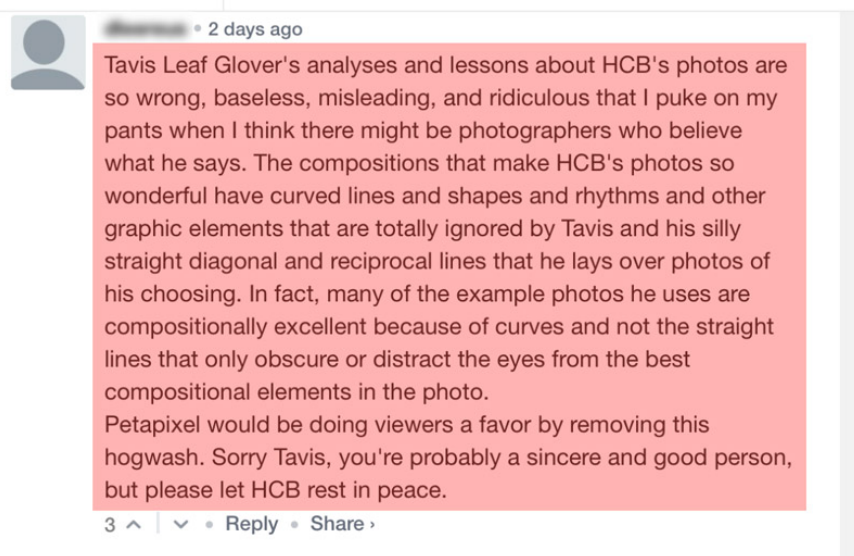 • 2 days ago
Tavis Leaf Glover's analyses and lessons about HCB's photos are
so wrong, baseless, misleading, and ridiculous that I puke on my
pants when I think there might be photographers who believe
what he says. The compositions that make HCB's photos so
wonderful have curved lines and shapes and rhythms and other
graphic elements that are totally ignored by Tavis and his silly
straight diagonal and reciprocal lines that he lays over photos of
his choosing. In fact, many of the example photos he uses are
compositionally excellent because of curves and not the straight
lines that only obscure or distract the eyes from the best
compositional elements in the photo.
Petapixel would be doing viewers a favor by removing this
hogwash. Sorry Tavis, you're probably a sincere and good person,
but please let HCB rest in peace.
3 • Reply • Share ›